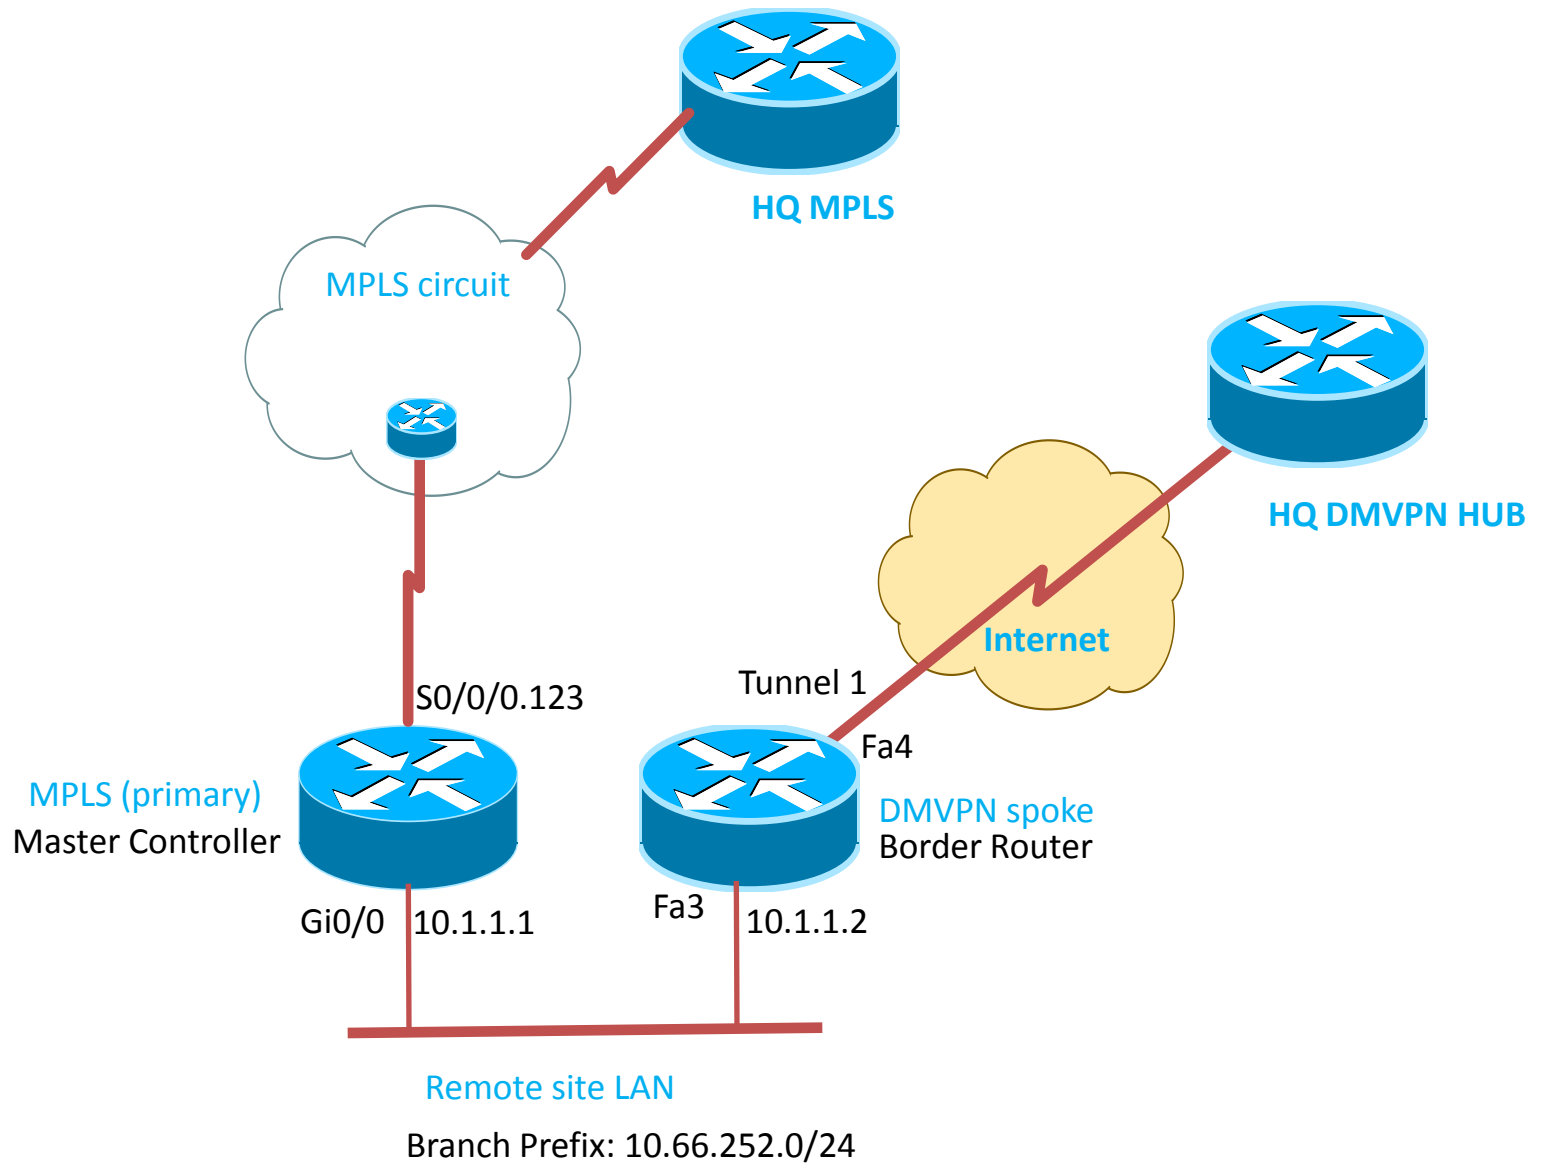 HQ MPLS
MPLS circuit
HQ DMVPN HUB
Internet
Tunnel 1
S0/0/0.123
Fa4
MPLS (primary)
Master Controller
DMVPN spoke
Border Router
Gi0/0
10.1.1.1
Fa3
10.1.1.2
Remote site LAN
Branch Prefix: 10.66.252.0/24